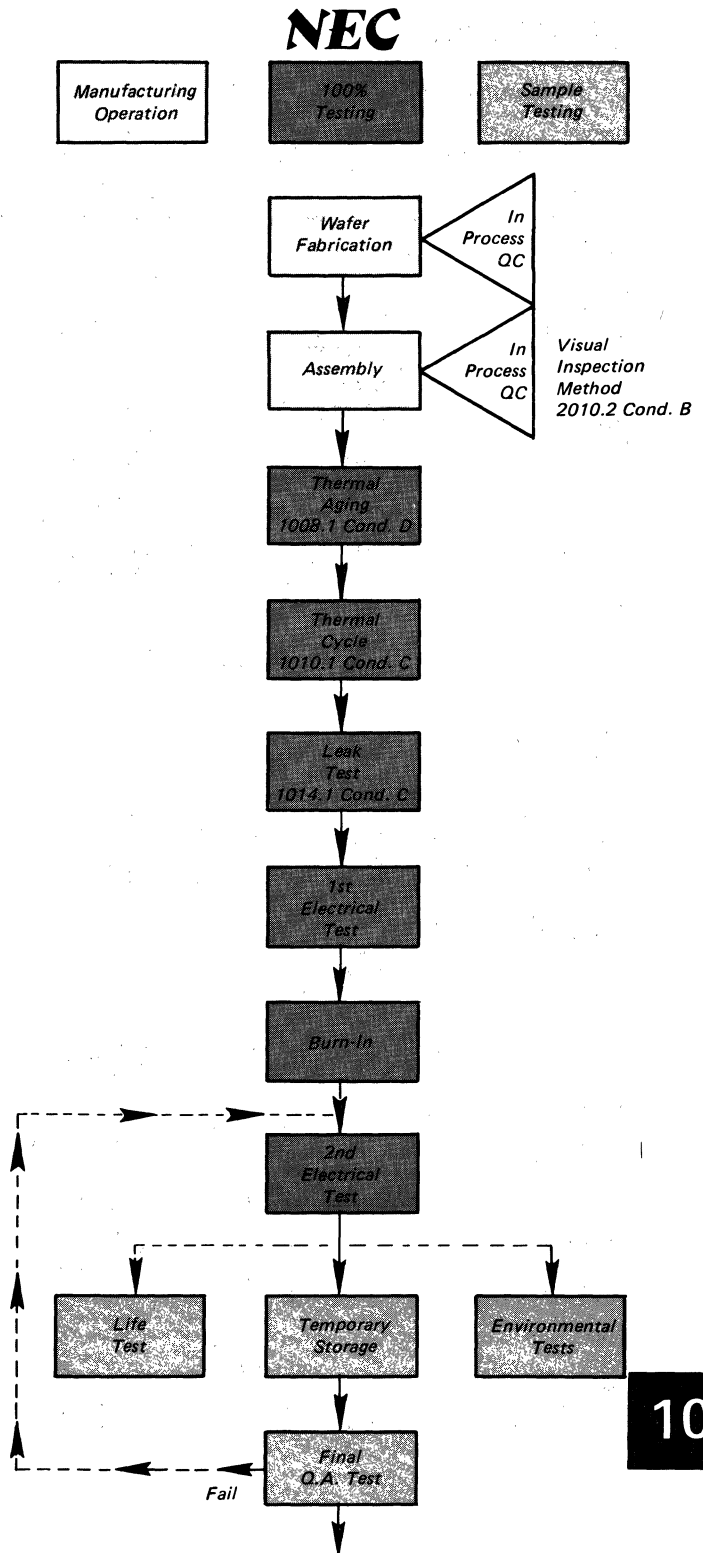 NEC
Manufacturing
Operation
100%
Testing
Sample
Testing
Wafer
Fabrication
In
Process
QC
Assembly
In
Process
QC
Visual
Inspection
Method
2010.2 Cond. B
Thermal
Aging
1008.1 Cond. D
Thermal
Cycle
1010.1 Cond. C
Leak
Test
1014.1 Cond. C
1st
Electrical
Test
Burn-In
2nd
Electrical
Test
Life
Test
Temporary
Storage
Environmental
Tests
10
Final
Q.A. Test
Fail